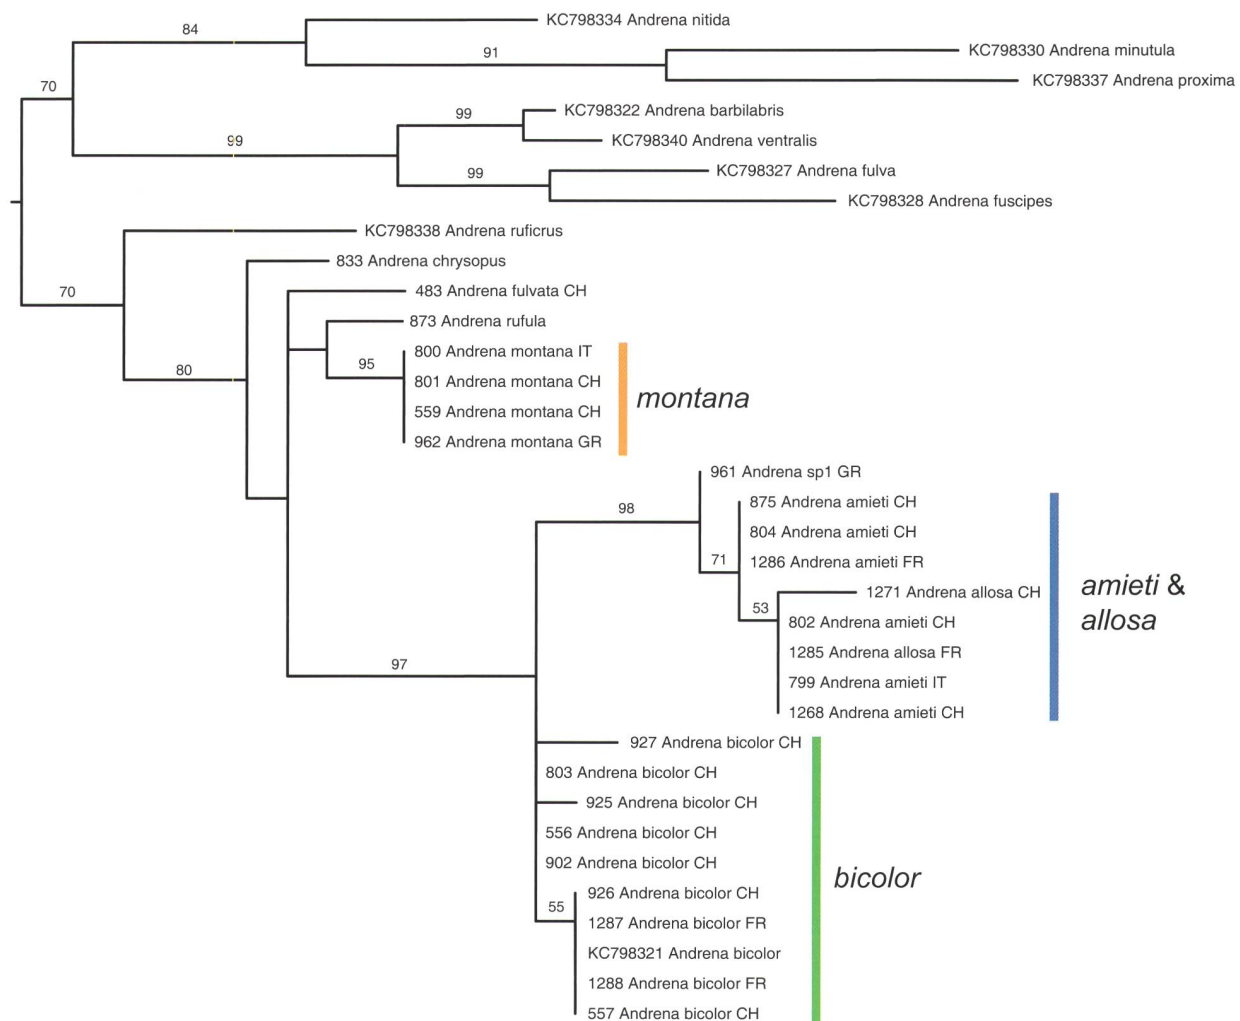 84
KC798334 Andrena nitida
91
KC798330 Andrena minutula
KC798337 Andrena proxima
70
99
KC798322 Andrena barbilabris
99
KC798340 Andrena ventralis
99
KC798327 Andrena fulva
KC798328 Andrena fuscipes
KC798338 Andrena ruficrus
70
833 Andrena chrysopus
483 Andrena fulvata CH
873 Andrena rufula
80
95
800 Andrena montana IT
801 Andrena montana CH
559 Andrena montana CH
962 Andrena montana GR
montana
961 Andrena sp1 GR
98
875 Andrena amieti CH
804 Andrena amieti CH
71
1286 Andrena amieti FR
1271 Andrena allosa CH
53
802 Andrena amieti CH
1285 Andrena allosa FR
799 Andrena amieti IT
1268 Andrena amieti CH
amieti &
allosa
97
927 Andrena bicolor CH
803 Andrena bicolor CH
925 Andrena bicolor CH
556 Andrena bicolor CH
902 Andrena bicolor CH
55
926 Andrena bicolor CH
1287 Andrena bicolor FR
KC798321 Andrena bicolor
1288 Andrena bicolor FR
557 Andrena bicolor CH
bicolor